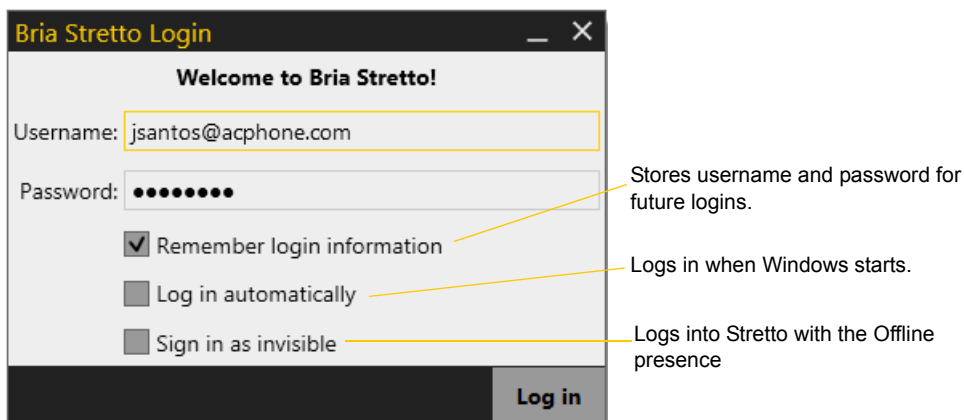 Bria Stretto Login
Welcome to Bria Stretto!
Username: jsantos@acphone.com
Password: ●●●●●●●●
Stores username and password for
future logins.
Remember login information
Logs in when Windows starts.
Log in automatically
Logs into Stretto with the Offline
presence
Sign in as invisible
Log in